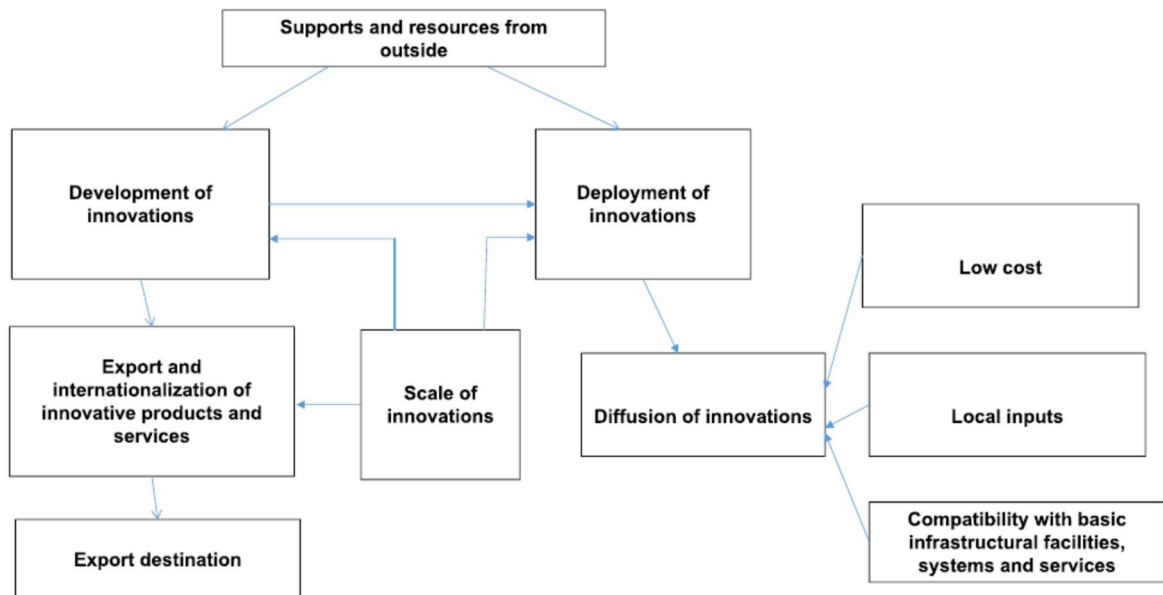 Supports and resources from
outside
Development of
innovations
Deployment of
innovations
Low cost
Export and
internationalization of
innovative products and
services
Scale of
innovations
Diffusion of innovations
Local inputs
Export destination
Compatibility with basic
infrastructural facilities,
systems and services